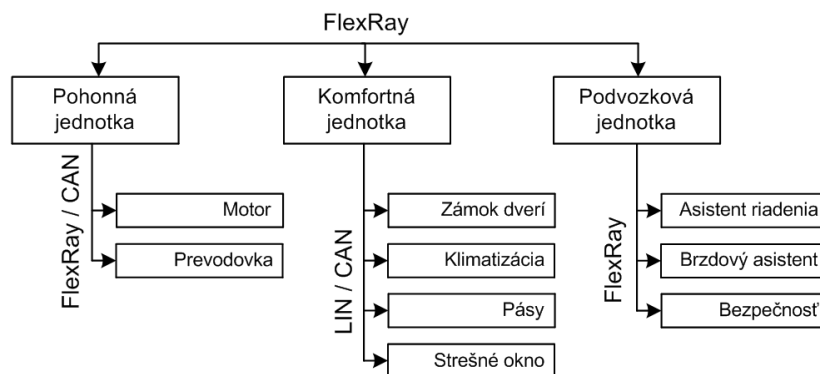 FlexRay
Pohonná
jednotka
Komfortná
jednotka
Podvozková
jednotka
FlexRay / CAN
Motor
Prevodovka
LIN / CAN
Zámok dverí
Klimatizácia
Pásy
Strešné okno
FlexRay
Asistent riadenia
Brzdový asistent
Bezpečnosť